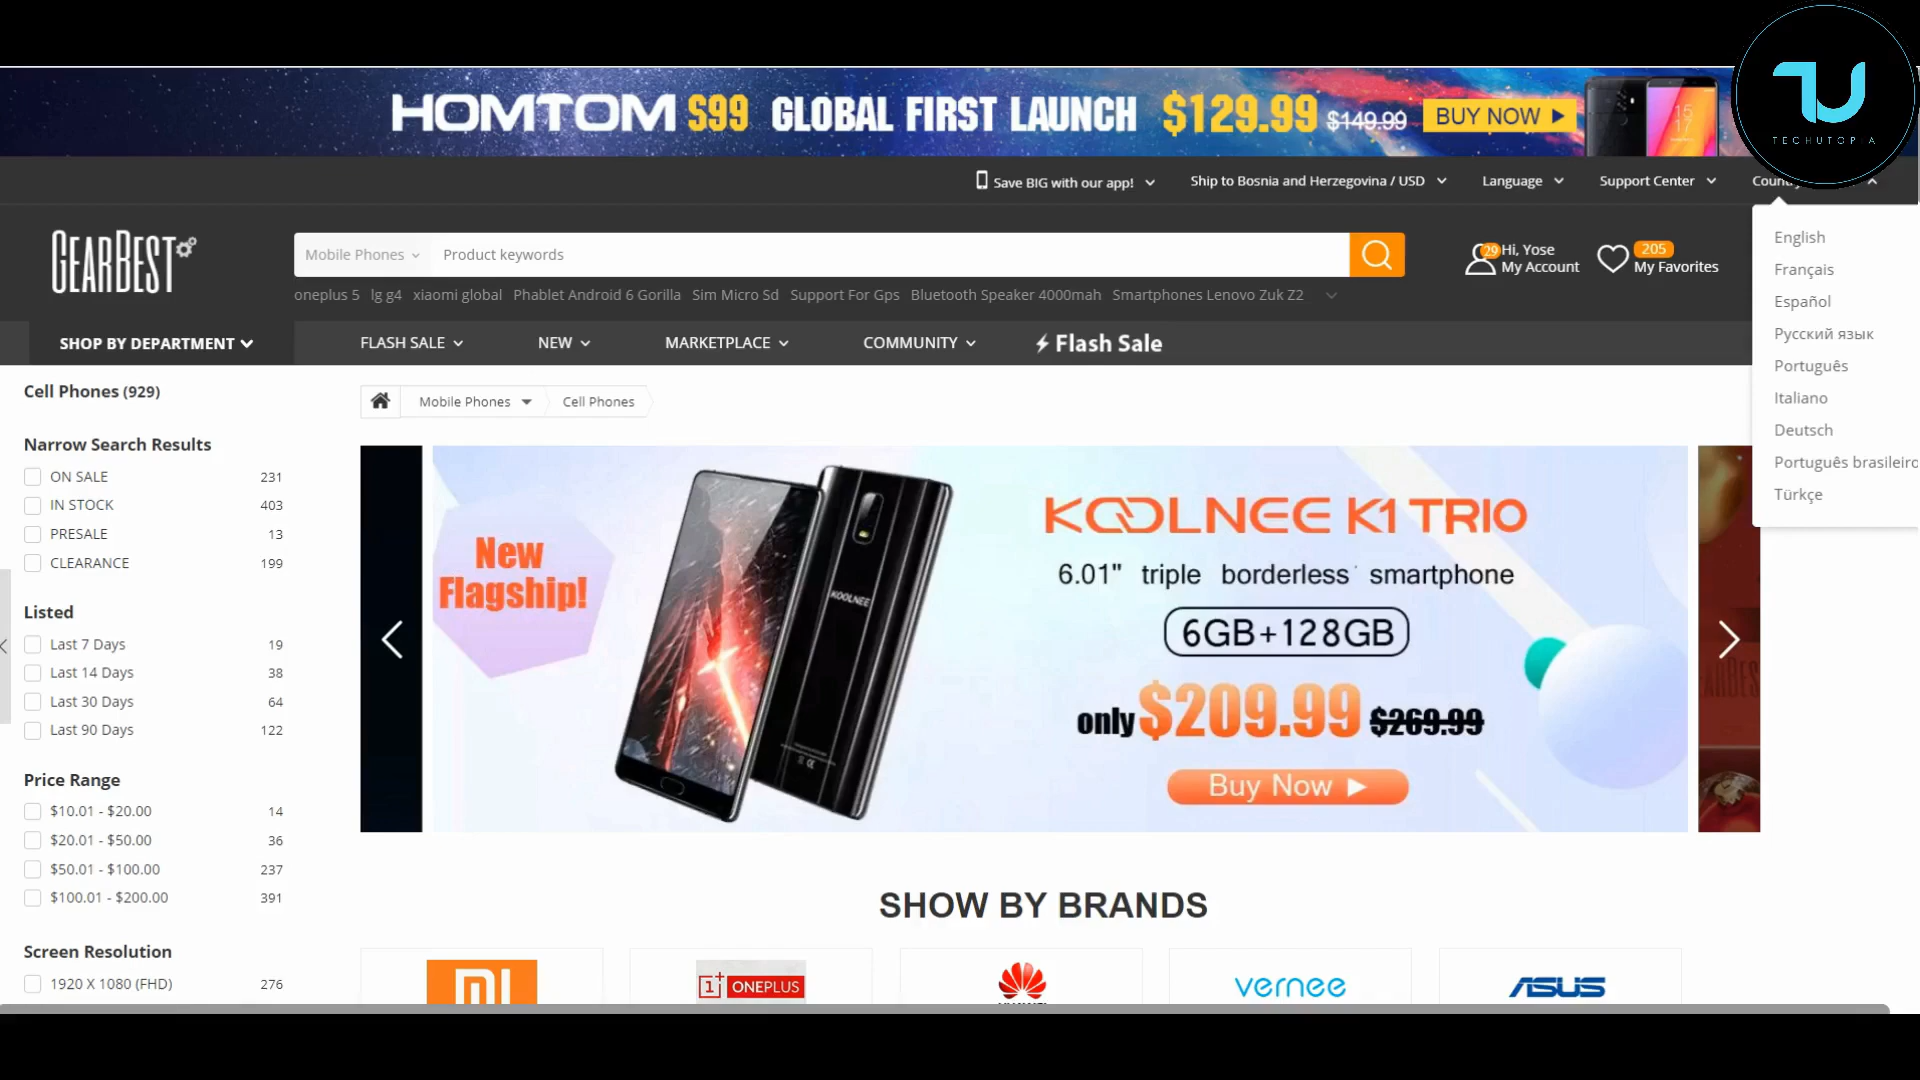 HOMTOM S99 GLOBAL FIRST LAUNCH $129.99 $149.99 BUY NOW
TECHUTOPIA
Save BIG with our app! Ship to Bosnia and Herzegovina / USD Language Support Center
English
Français
Español
Русский язык
Português
Italiano
Deutsch
Português brasileiro
Türkçe
GEARBEST
Mobile Phones Product keywords
29 Hi, Yose
My Account
205
My Favorites
oneplus 5 lg g4 xiaomi global Phablet Android 6 Gorilla Sim Micro Sd Support For Gps Bluetooth Speaker 4000mah Smartphones Lenovo Zuk Z2
SHOP BY DEPARTMENT FLASH SALE NEW MARKETPLACE COMMUNITY Flash Sale
Cell Phones (929)
Narrow Search Results
ON SALE 231
IN STOCK 403
PRESALE 13
CLEARANCE 199
Listed
Last 7 Days 19
Last 14 Days 38
Last 30 Days 64
Last 90 Days 122
Price Range
$10.01 - $20.00 14
$20.01 - $50.00 36
$50.01 - $100.00 237
$100.01 - $200.00 391
Screen Resolution
1920 X 1080 (FHD) 276
Mobile Phones Cell Phones
New
Flagship!
KOOLNEE
KOOLNEE K1 TRIO
6.01" triple borderless smartphone
6GB+128GB
only $209.99 $269.99
Buy Now
SHOW BY BRANDS
MI
1+ ONEPLUS
vernee
ASUS